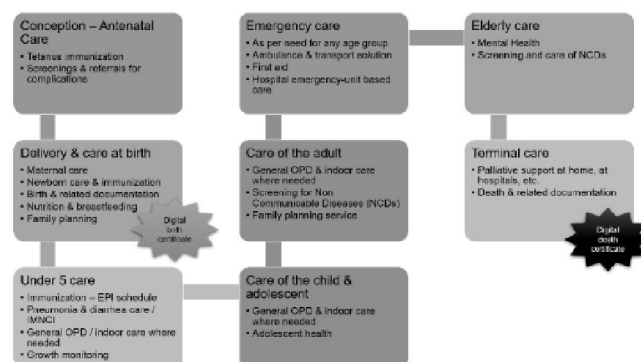 Conception – Antenatal
Care
• Tetanus immunization
• Screenings & referrals for
complications
Delivery & care at birth
• Maternal care
• Newborn care & immunization
• Birth & related documentation
• Nutrition & breastfeeding
• Family planning
Digital
birth
certificate
Under 5 care
• Immunization – EPI schedule
• Pneumonia & diarrhea care /
IMNCI
• General OPD / indoor care where
needed
• Growth monitoring
Care of the child &
adolescent
• General OPD & indoor care
where needed
• Adolescent health
Care of the adult
• General OPD & indoor care
where needed
• Screening for Non
Communicable Diseases (NCDs)
• Family planning service
Emergency care
• As per need for any age group
• Ambulance & transport solution
• First aid
• Hospital emergency-unit based
care
Elderly care
• Mental Health
• Screening and care of NCDs
Terminal care
• Palliative support at home, at
hospitals, etc.
• Death & related documentation
Digital
death
certificate